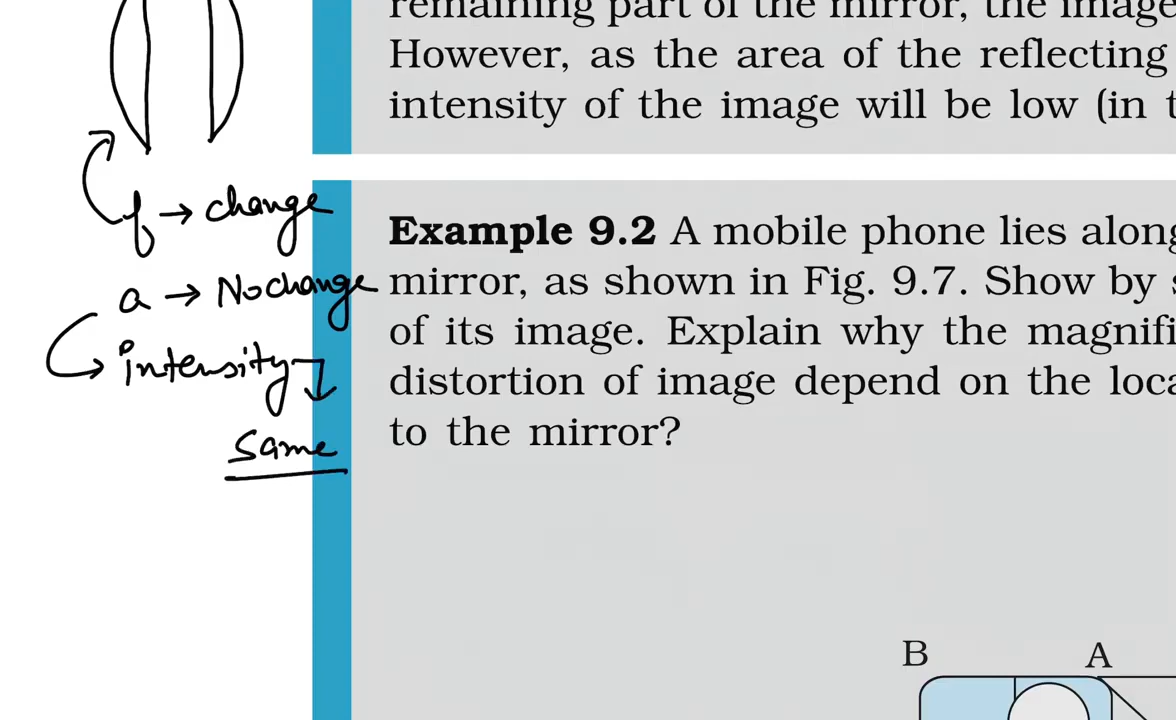 remaining part of the mirror, the image
However, as the area of the reflecting
intensity of the image will be low (in t
f → change
a → No change
intensity
same
Example 9.2 A mobile phone lies along
mirror, as shown in Fig. 9.7. Show by s
of its image. Explain why the magnifi
distortion of image depend on the loca
to the mirror?
B A